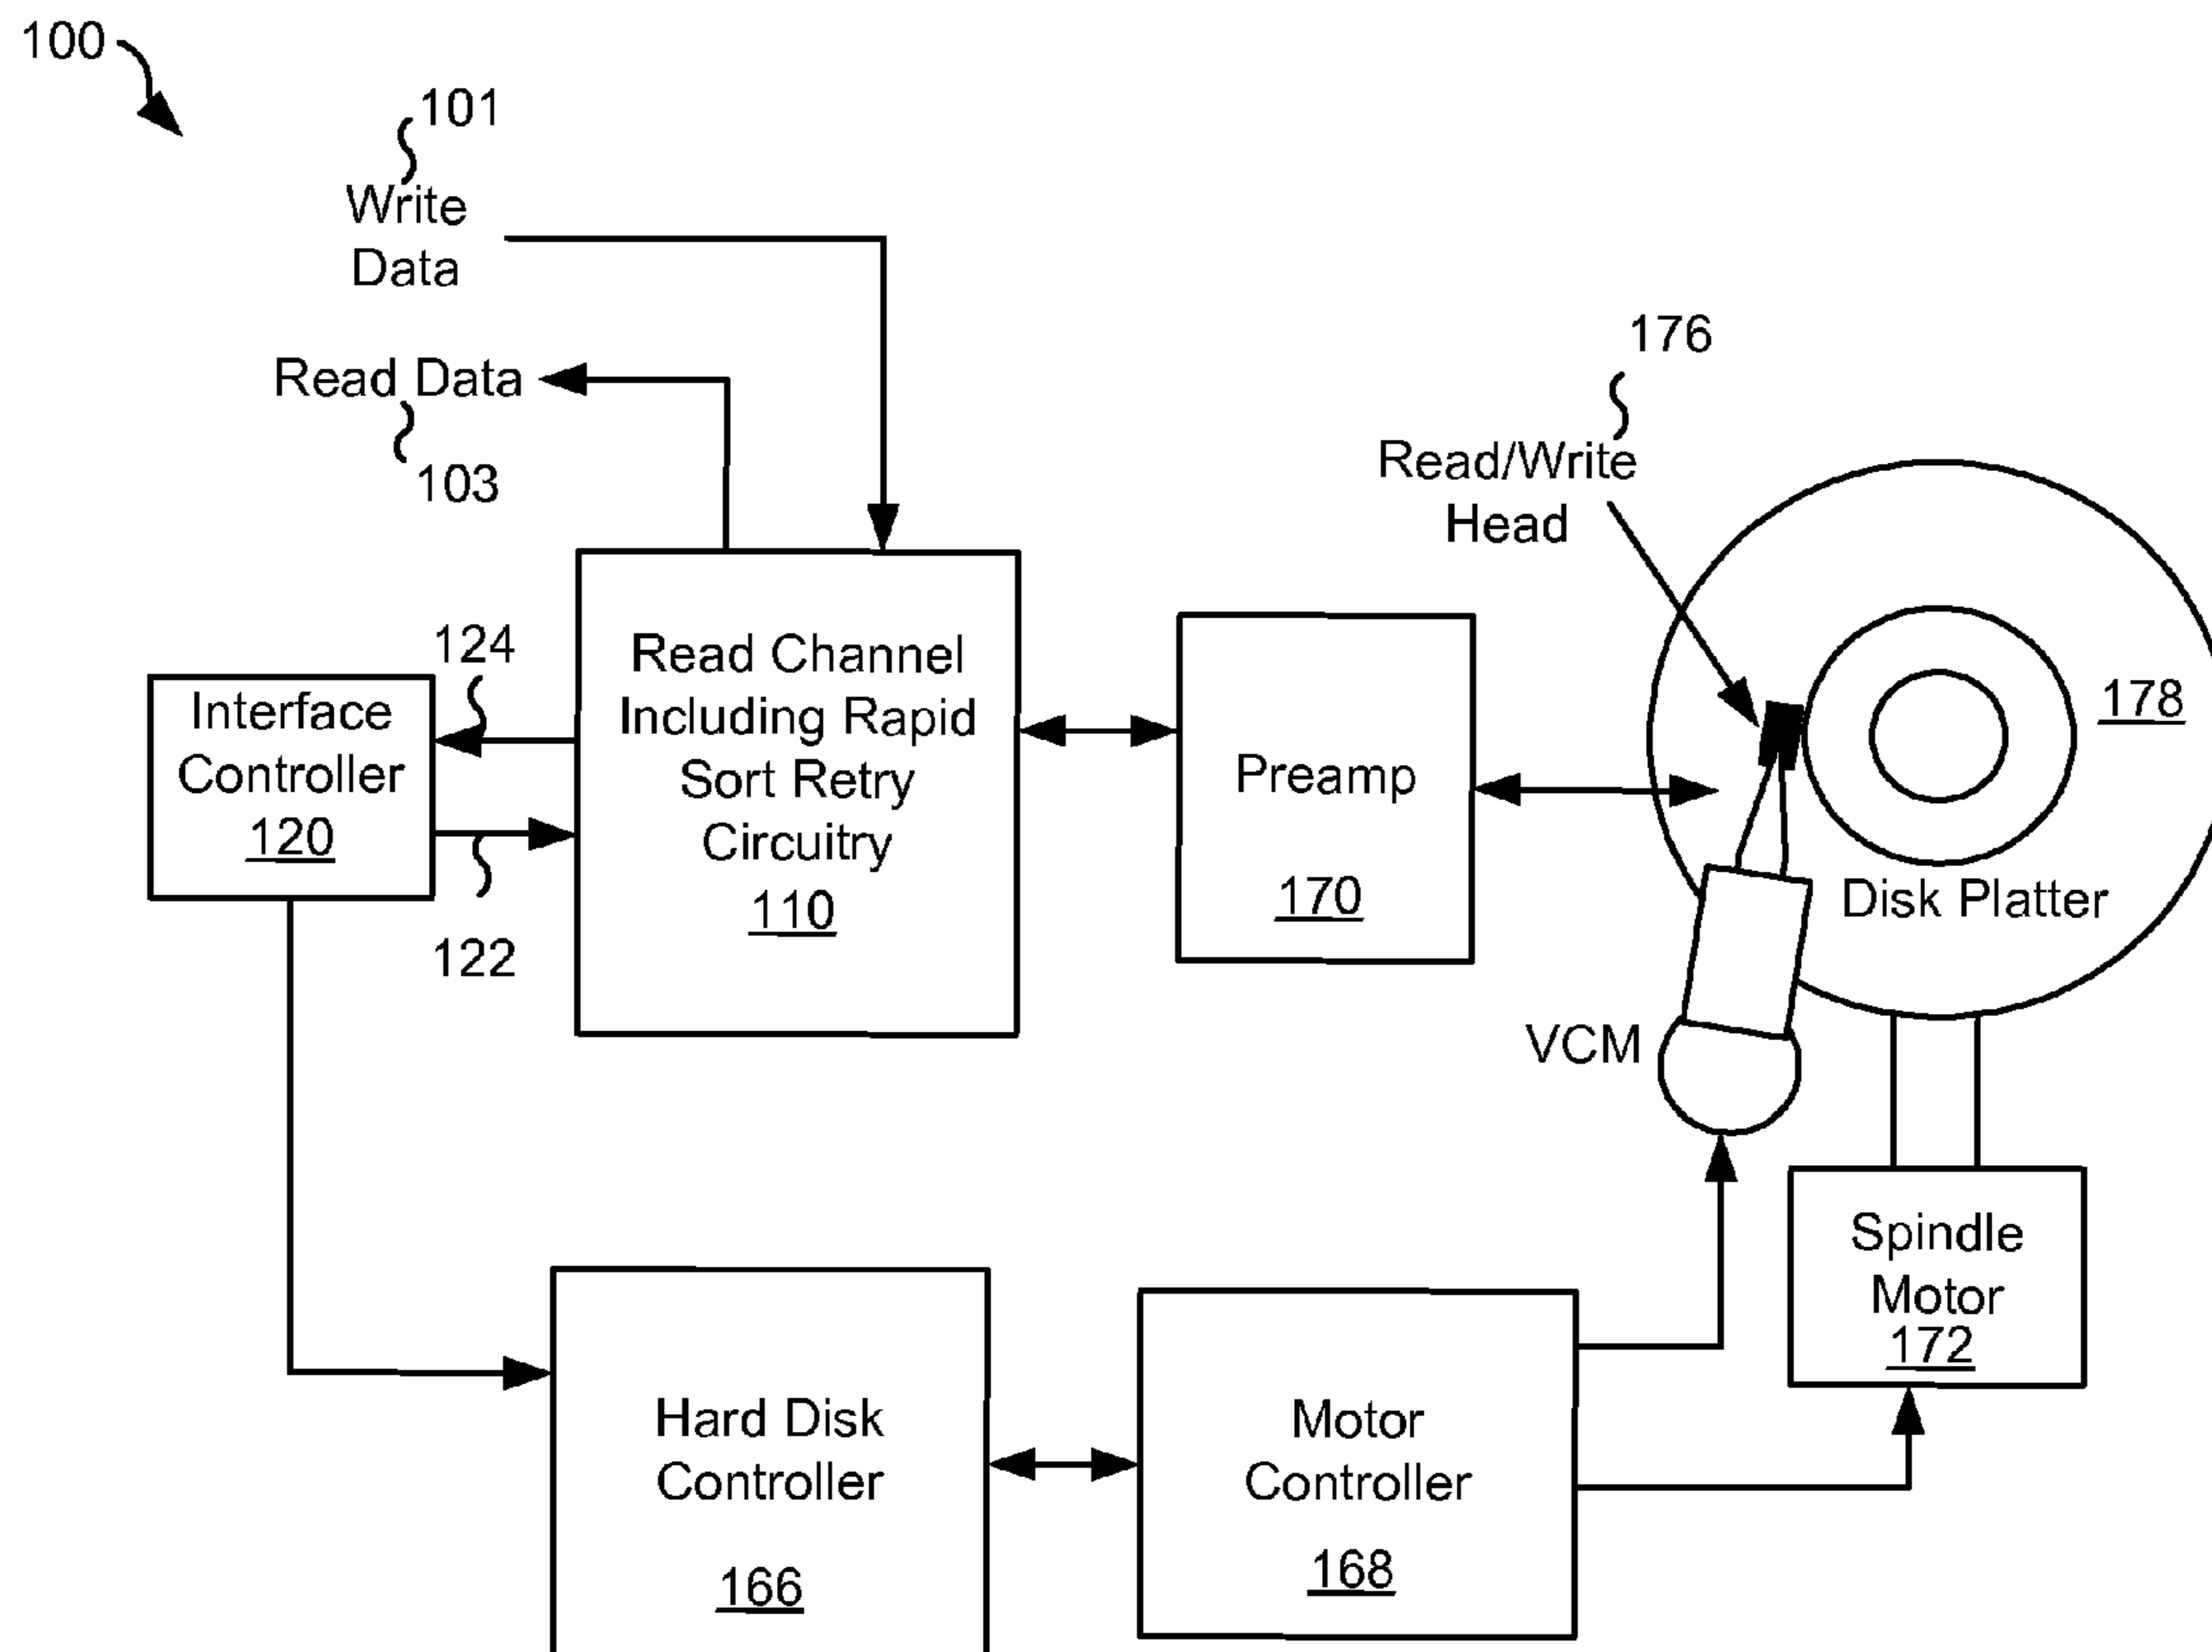 100
101
Write
Data
Read Data
103
176
Read/Write
Head
124
Interface
Controller
120
122
Read Channel
Including Rapid
Sort Retry
Circuitry
110
Preamp
170
178
Disk Platter
VCM
Spindle
Motor
172
Hard Disk
Controller
166
Motor
Controller
168